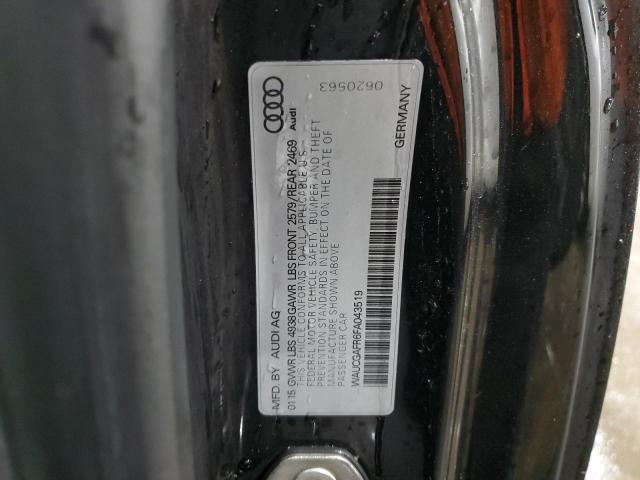 MFD. BY AUDI AG Audi
01.15 GVWR LBS 4938 GAWR LBS FRONT 2579/REAR 2469
THIS VEHICLE CONFORMS TO ALL APPLICABLE U.S.
FEDERAL MOTOR VEHICLE SAFETY, BUMPER AND THEFT
PREVENTION STANDARDS IN EFFECT ON THE DATE OF
MANUFACTURE SHOWN ABOVE
PASSENGER CAR
WAUCGAFR6FA043519 GERMANY
0620563